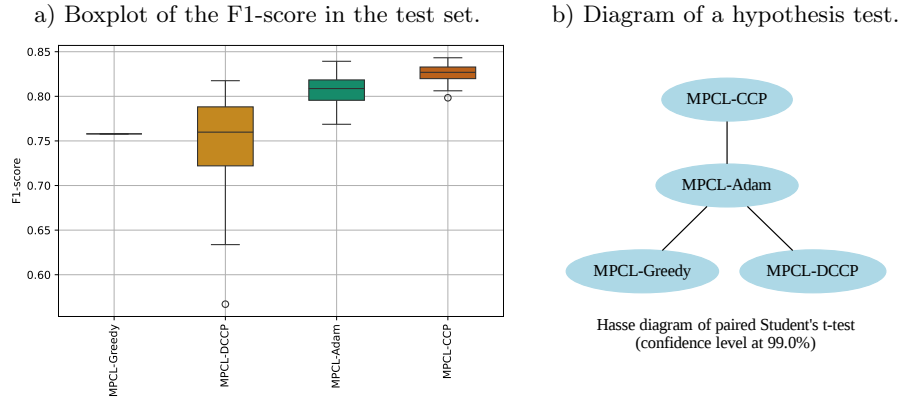 a) Boxplot of the F1-score in the test set.
0.85
0.80
0.75
0.70
0.65
0.60
F1-score
MPCL-Greedy
MPCL-DCCP
MPCL-Adam
MPCL-CCP
b) Diagram of a hypothesis test.
MPCL-CCP
MPCL-Adam
MPCL-Greedy
MPCL-DCCP
Hasse diagram of paired Student's t-test
(confidence level at 99.0%)